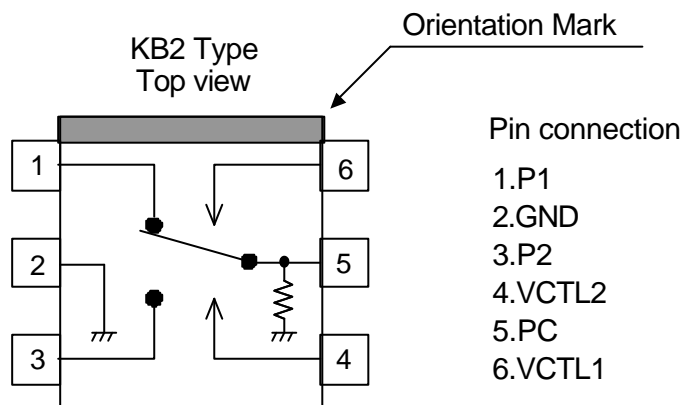 Orientation Mark
KB2 Type
Top view
Pin connection
1
6
2
5
3
4
1.P1
2.GND
3.P2
4.VCTL2
5.PC
6.VCTL1